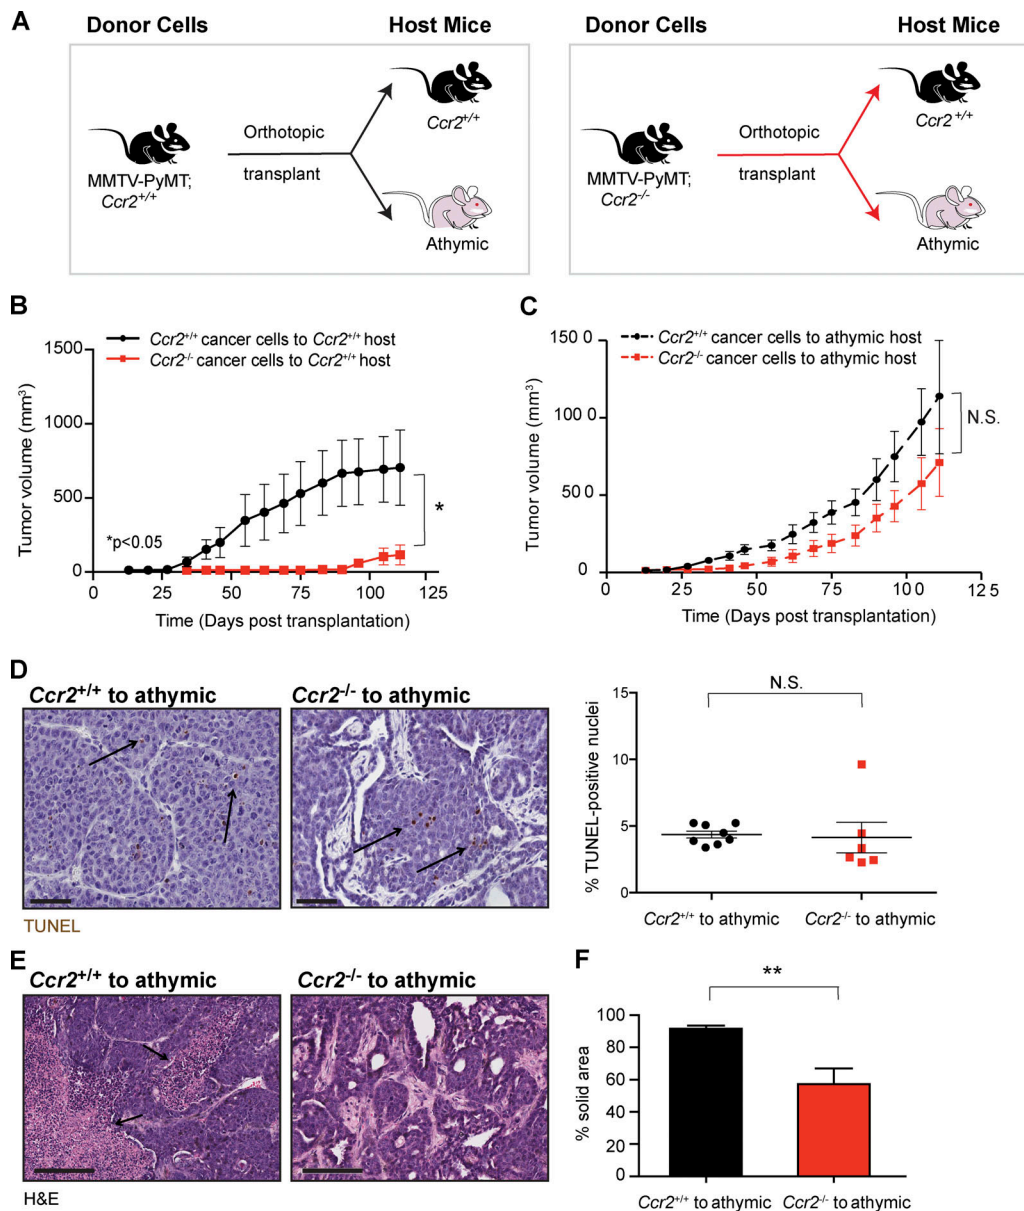 A
Donor Cells
Host Mice
MMTV-PyMT;
Ccr2+/+
Orthotopic
transplant
Ccr2+/+
Athymic
Donor Cells
Host Mice
MMTV-PyMT;
Ccr2-/-
Orthotopic
transplant
Ccr2 +/+
Athymic
B
Ccr2+/+ cancer cells to Ccr2+/+ host
Ccr2-/- cancer cells to Ccr2+/+ host
Tumor volume (mm3)
1500
1000
500
0
*p<0.05
*
0 25 50 75 100 125
Time (Days post transplantation)
C
Ccr2+/+ cancer cells to athymic host
Ccr2-/- cancer cells to athymic host
Tumor volume (mm3)
150 0
100 0
50 0
0
N.S.
0 25 50 75 100 12 5
Time (Days post transplantation)
D
Ccr2+/+ to athymic
Ccr2-/- to athymic
TUNEL
% TUNEL-positive nuclei
15
10
5
0
N.S.
Ccr2+/+ to athymic
Ccr2-/- to athymic
E
Ccr2+/+ to athymic
Ccr2-/- to athymic
H&E
F
**
% solid area
100
80
60
40
20
0
Ccr2+/+ to athymic
Ccr2-/- to athymic